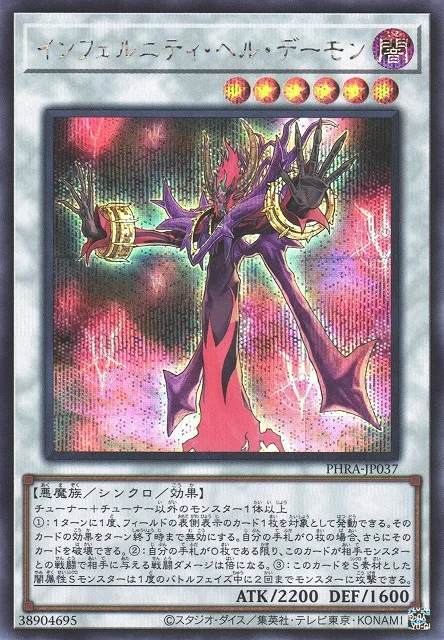 インフェルニティ・ヘル・デーモン
闇
PHRA-JP037
【悪魔族／シンクロ／効果】
チューナー＋チューナー以外のモンスター1体以上
①：1ターンに1度、フィールドの表側表示のカード1枚を対象として発動できる。そのカードの効果をターン終了時まで無効にする。自分の手札が0枚の場合、さらにその
カードを破壊できる。②：自分の手札が0枚である限り、このカードが相手モンスター
との戦闘で相手に与える戦闘ダメージは倍になる。③：このカードをS素材とした
闇属性Sモンスターは1度のバトルフェイズ中に2回までモンスターに攻撃できる。
ATK/2200 DEF/1600
38904695
©スタジオ・ダイス／集英社・テレビ東京・KONAMI